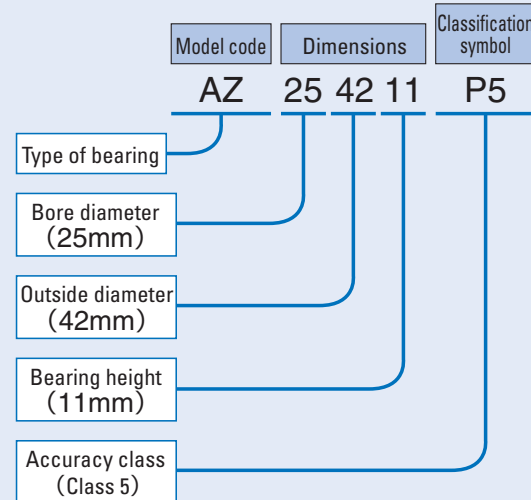 Model code
Dimensions
Classification
symbol
AZ 25 42 11 P5
Type of bearing
Bore diameter
（25mm）
Outside diameter
（42mm）
Bearing height
（11mm）
Accuracy class
（Class 5）